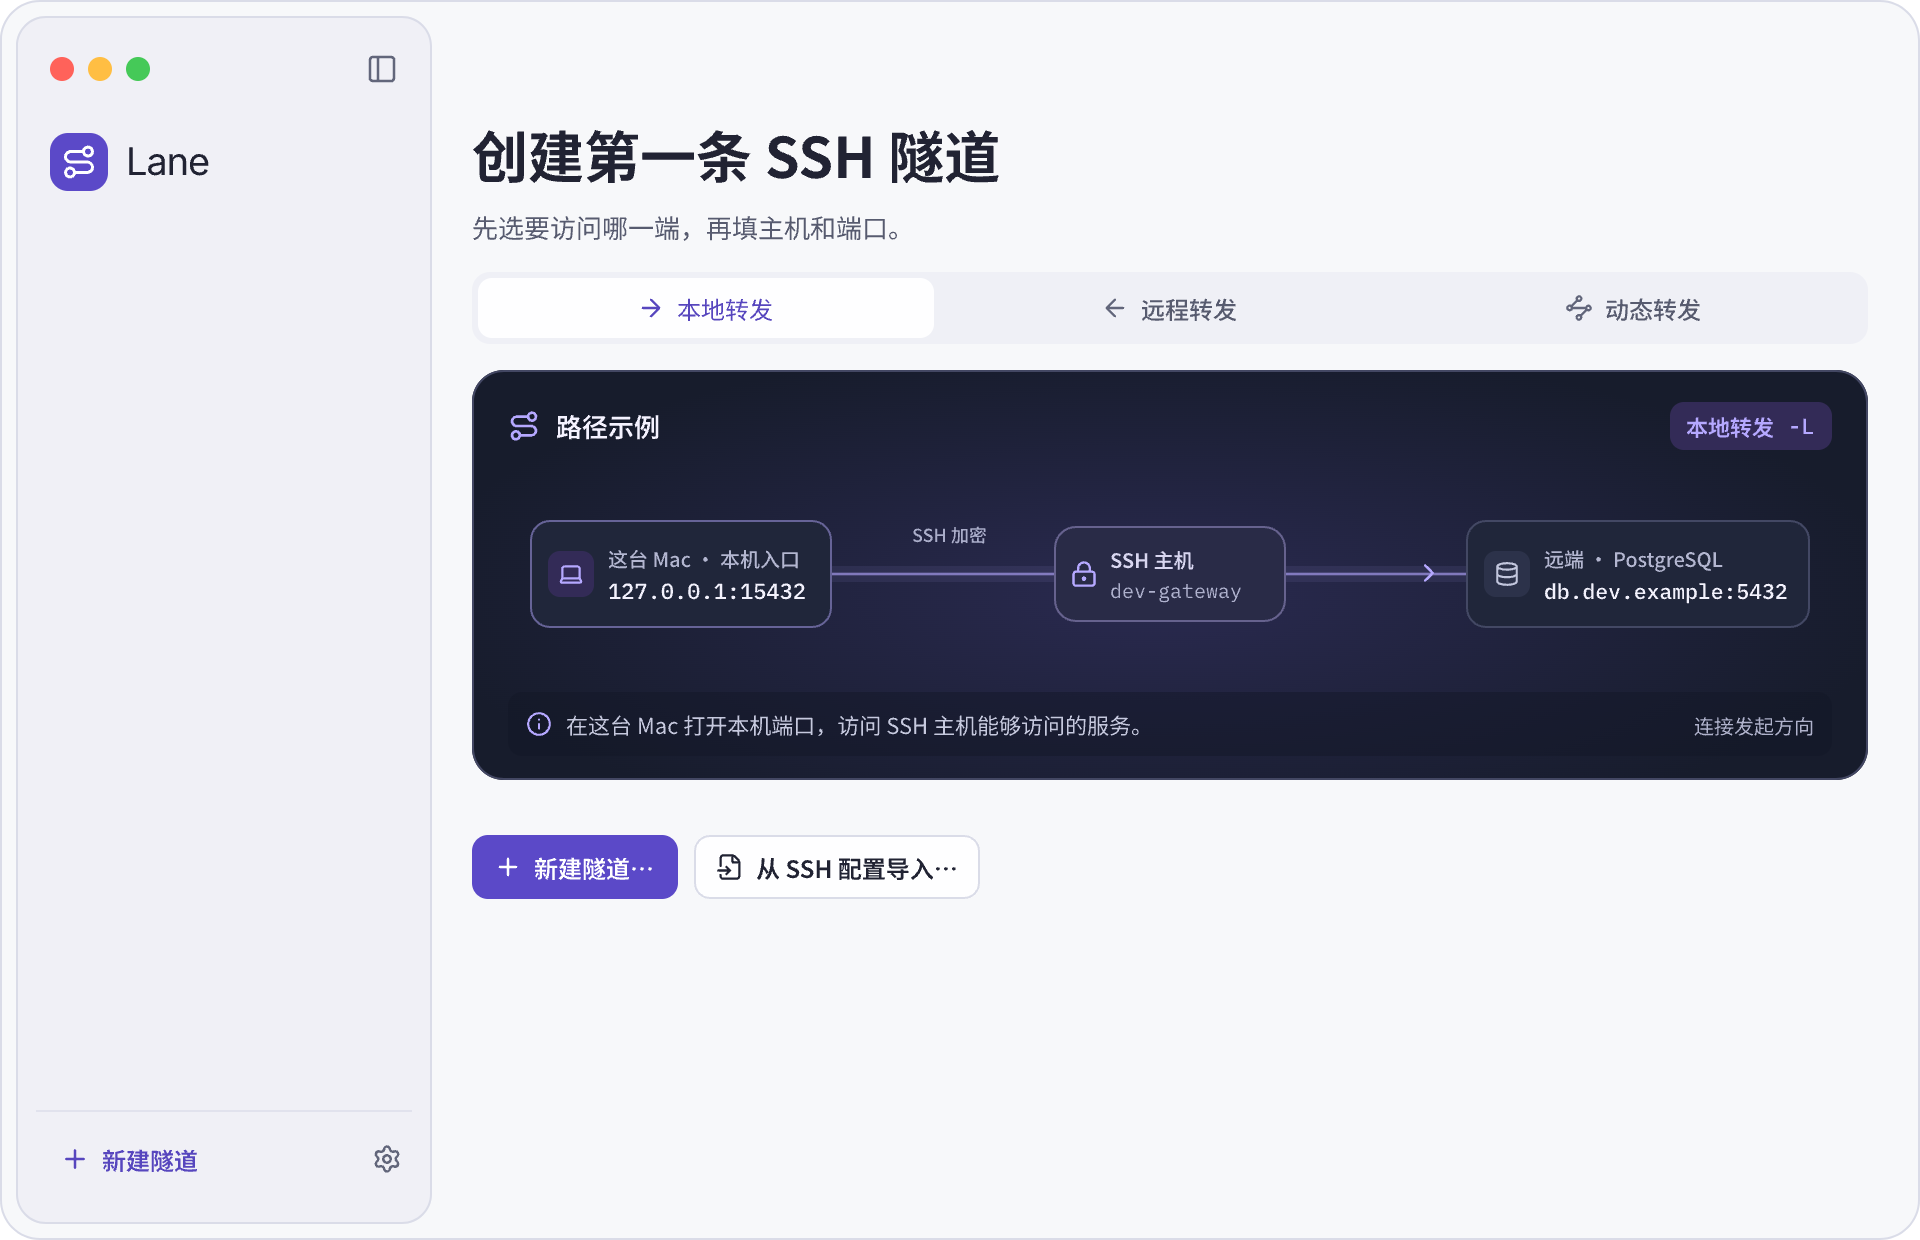 Lane
创建第一条 SSH 隧道
先选要访问哪一端，再填主机和端口。
本地转发
远程转发
动态转发
路径示例
本地转发 -L
这台 Mac · 本机入口
127.0.0.1:15432
SSH 加密
SSH 主机
dev-gateway
远端 · PostgreSQL
db.dev.example:5432
在这台 Mac 打开本机端口，访问 SSH 主机能够访问的服务。
连接发起方向
新建隧道…
从 SSH 配置导入…
新建隧道